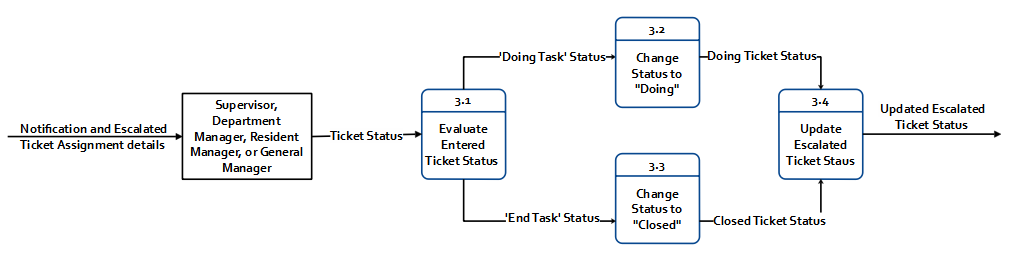 Notification and Escalated
Ticket Assignment details
Supervisor,
Department
Manager, Resident
Manager, or General
Manager
Ticket Status
3.1
Evaluate
Entered
Ticket Status
'Doing Task' Status
3.2
Change
Status to
"Doing"
Doing Ticket Status
'End Task' Status
3.3
Change
Status to
"Closed"
Closed Ticket Status
3.4
Update
Escalated
Ticket Staus
Updated Escalated
Ticket Status